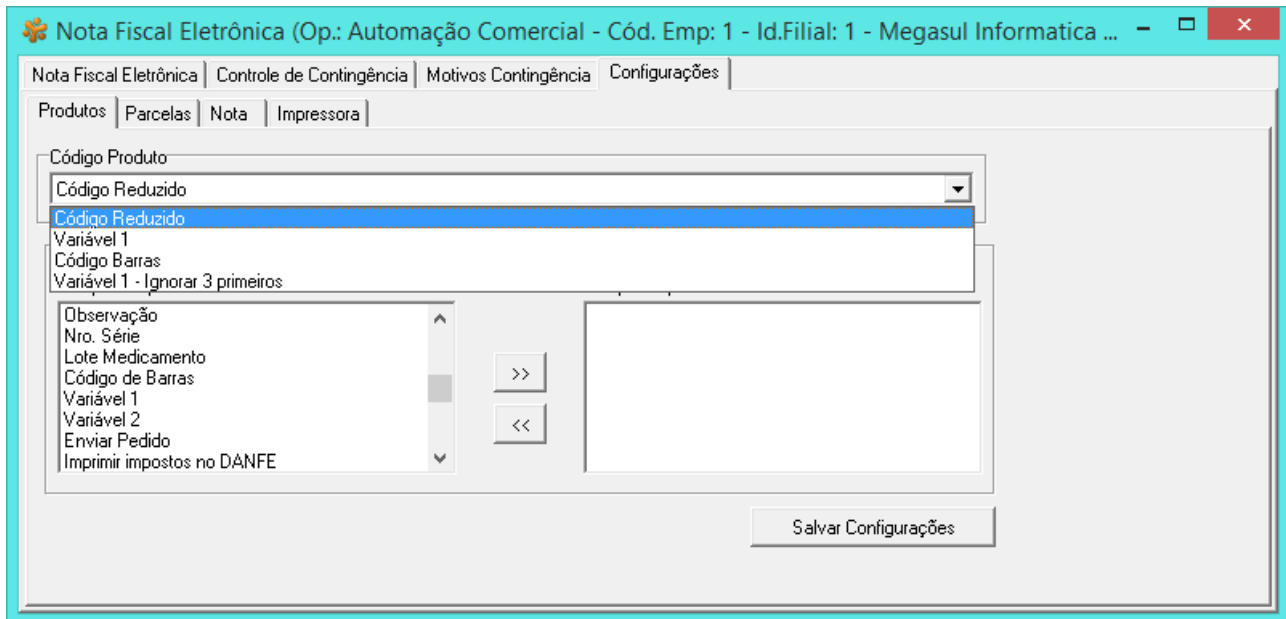 Nota Fiscal Eletrônica (Op.: Automação Comercial - Cód. Emp: 1 - Id.Filial: 1 - Megasul Informatica ...
Nota Fiscal Eletrônica Controle de Contingência Motivos Contingência Configurações
Produtos Parcelas Nota Impressora
Código Produto
Código Reduzido
Código Reduzido
Variável 1
Código Barras
Variável 1 - Ignorar 3 primeiros
Observação
Nro. Série
Lote Medicamento
Código de Barras
Variável 1
Variável 2
Enviar Pedido
Imprimir impostos no DANFE
>>
<<
Salvar Configurações